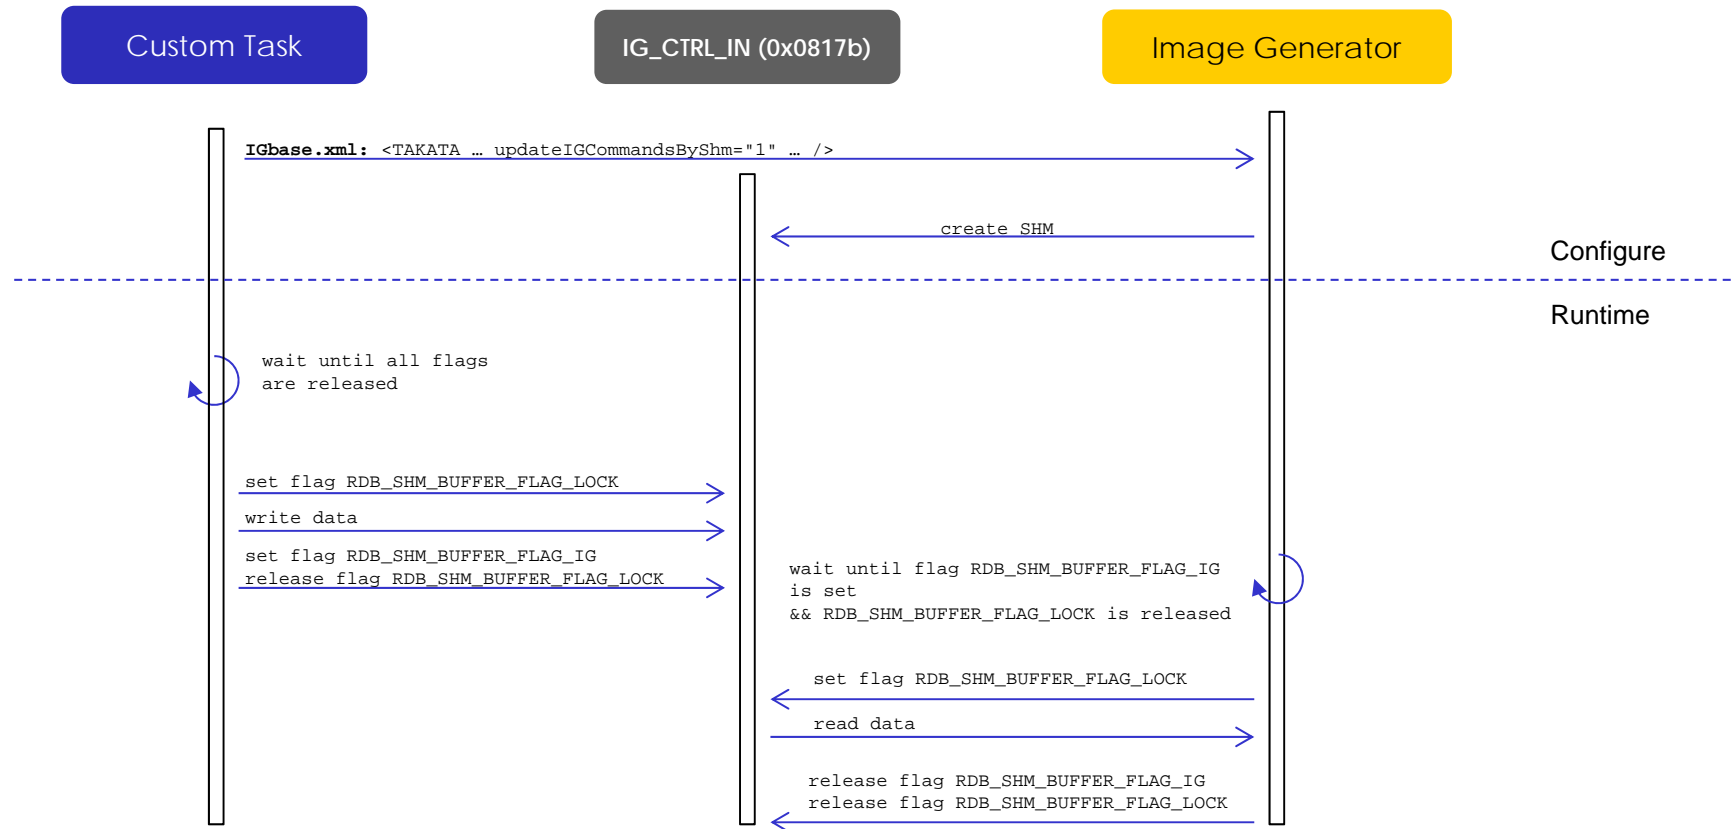 Custom Task
IG_CTRL_IN (0x0817b)
Image Generator
IGbase.xml: <TAKATA … updateIGCommandsByShm="1" … />
create SHM
Configure
Runtime
wait until all flags
are released
set flag RDB_SHM_BUFFER_FLAG_LOCK
write data
set flag RDB_SHM_BUFFER_FLAG_IG
release flag RDB_SHM_BUFFER_FLAG_LOCK
wait until flag RDB_SHM_BUFFER_FLAG_IG
is set
&& RDB_SHM_BUFFER_FLAG_LOCK is released
set flag RDB_SHM_BUFFER_FLAG_LOCK
read data
release flag RDB_SHM_BUFFER_FLAG_IG
release flag RDB_SHM_BUFFER_FLAG_LOCK